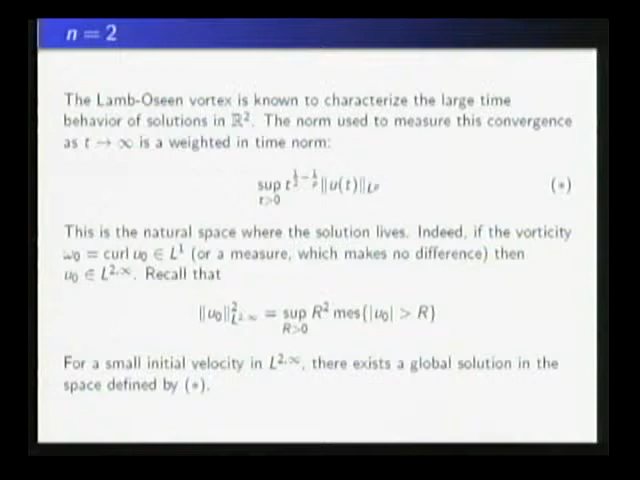 n = 2
The Lamb-Oseen vortex is known to characterize the large time
behavior of solutions in ℝ². The norm used to measure this convergence
as t → ∞ is a weighted in time norm:
sup_{t>0} t^{1/2 − 1/p} ‖u(t)‖_{L^p} (∗)
This is the natural space where the solution lives. Indeed, if the vorticity
ω₀ = curl u₀ ∈ L¹ (or a measure, which makes no difference) then
u₀ ∈ L^{2,∞}. Recall that
‖u₀‖²_{L^{2,∞}} = sup_{R>0} R² mes{|u₀| > R}
For a small initial velocity in L^{2,∞}, there exists a global solution in the
space defined by (∗).